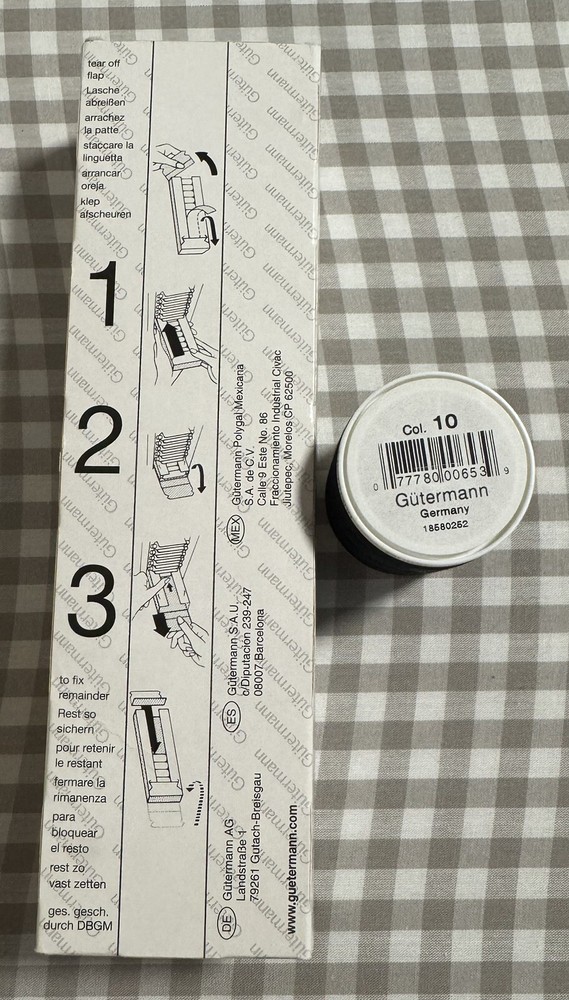 tear off
flap
Lasche
abreißen
arrachez
la patte
staccare la
linguetta
arrancar
oreja
klep
afscheuren
1
2
3
to fix
remainder
Rest so
sichern
pour retenir
le restant
fermare la
rimanenza
para
bloquear
el resto
rest zo
vast zetten
ges. gesch.
durch DBGM
MEX
Gütermann Polygal Mexicana
S.A. de C.V.
Calle 9 Este No. 86
Fraccionamiento Industrial Civac
Jiutepec, Morelos CP 62500
ES
Gütermann S.A.U.
c/Diputación 239-247
08007 Barcelona
DE
Gütermann AG
Landstraße 1
79261 Gutach-Breisgau
www.guetermann.com
Gütermann
Col. 10
0 77780 00653 9
Gütermann
Germany
18580252